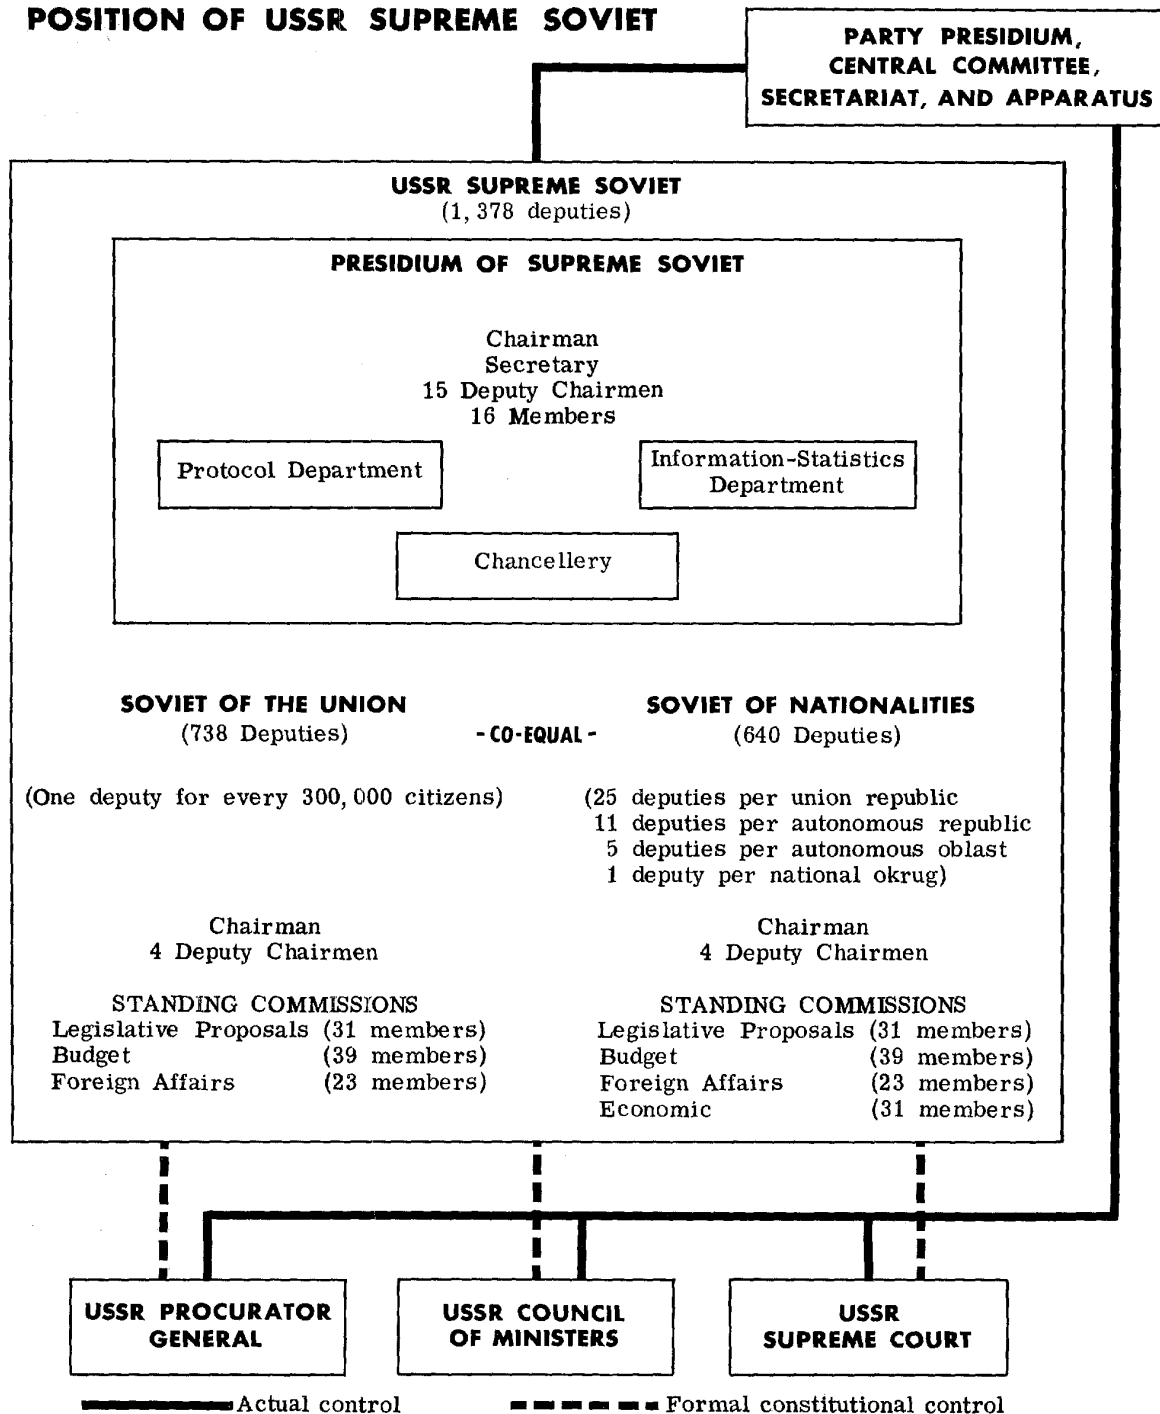 POSITION OF USSR SUPREME SOVIET
PARTY PRESIDIUM,
CENTRAL COMMITTEE,
SECRETARIAT, AND APPARATUS
USSR SUPREME SOVIET
(1,378 deputies)
PRESIDIUM OF SUPREME SOVIET
Chairman
Secretary
15 Deputy Chairmen
16 Members
Protocol Department
Information-Statistics
Department
Chancellery
SOVIET OF THE UNION
(738 Deputies)
- CO-EQUAL -
SOVIET OF NATIONALITIES
(640 Deputies)
(One deputy for every 300,000 citizens)
(25 deputies per union republic
11 deputies per autonomous republic
5 deputies per autonomous oblast
1 deputy per national okrug)
Chairman
4 Deputy Chairmen
Chairman
4 Deputy Chairmen
STANDING COMMISSIONS
Legislative Proposals (31 members)
Budget (39 members)
Foreign Affairs (23 members)
STANDING COMMISSIONS
Legislative Proposals (31 members)
Budget (39 members)
Foreign Affairs (23 members)
Economic (31 members)
USSR PROCURATOR
GENERAL
USSR COUNCIL
OF MINISTERS
USSR
SUPREME COURT
Actual control
Formal constitutional control